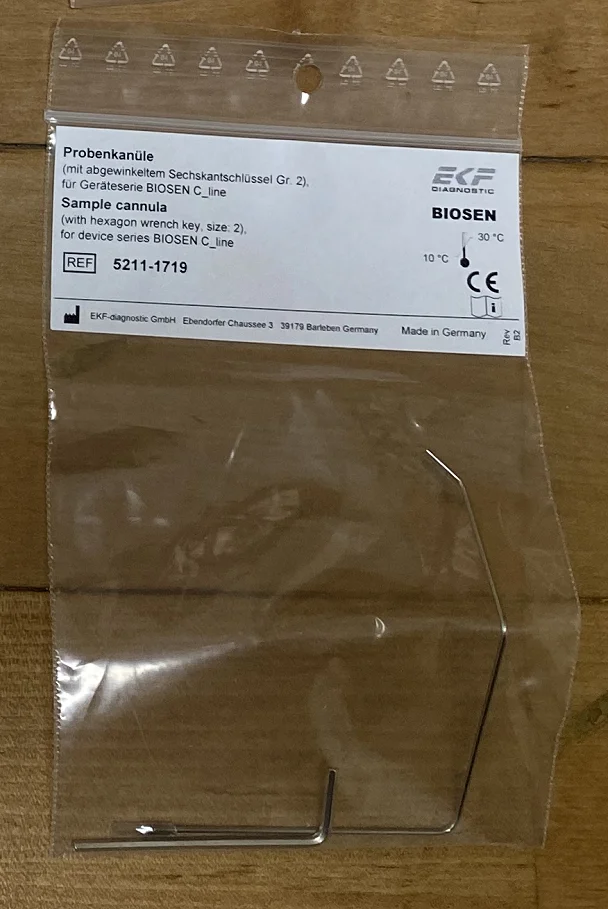 Probenkanüle
(mit abgewinkeltem Sechskantschlüssel Gr. 2),
für Geräteserie BIOSEN C_line
Sample cannula
(with hexagon wrench key, size: 2),
for device series BIOSEN C_line
REF 5211-1719
EKF
DIAGNOSTIC
BIOSEN
30 °C
10 °C
CE
i
EKF-diagnostic GmbH Ebendorfer Chaussee 3 39179 Barleben Germany
Made in Germany
Rev
B2